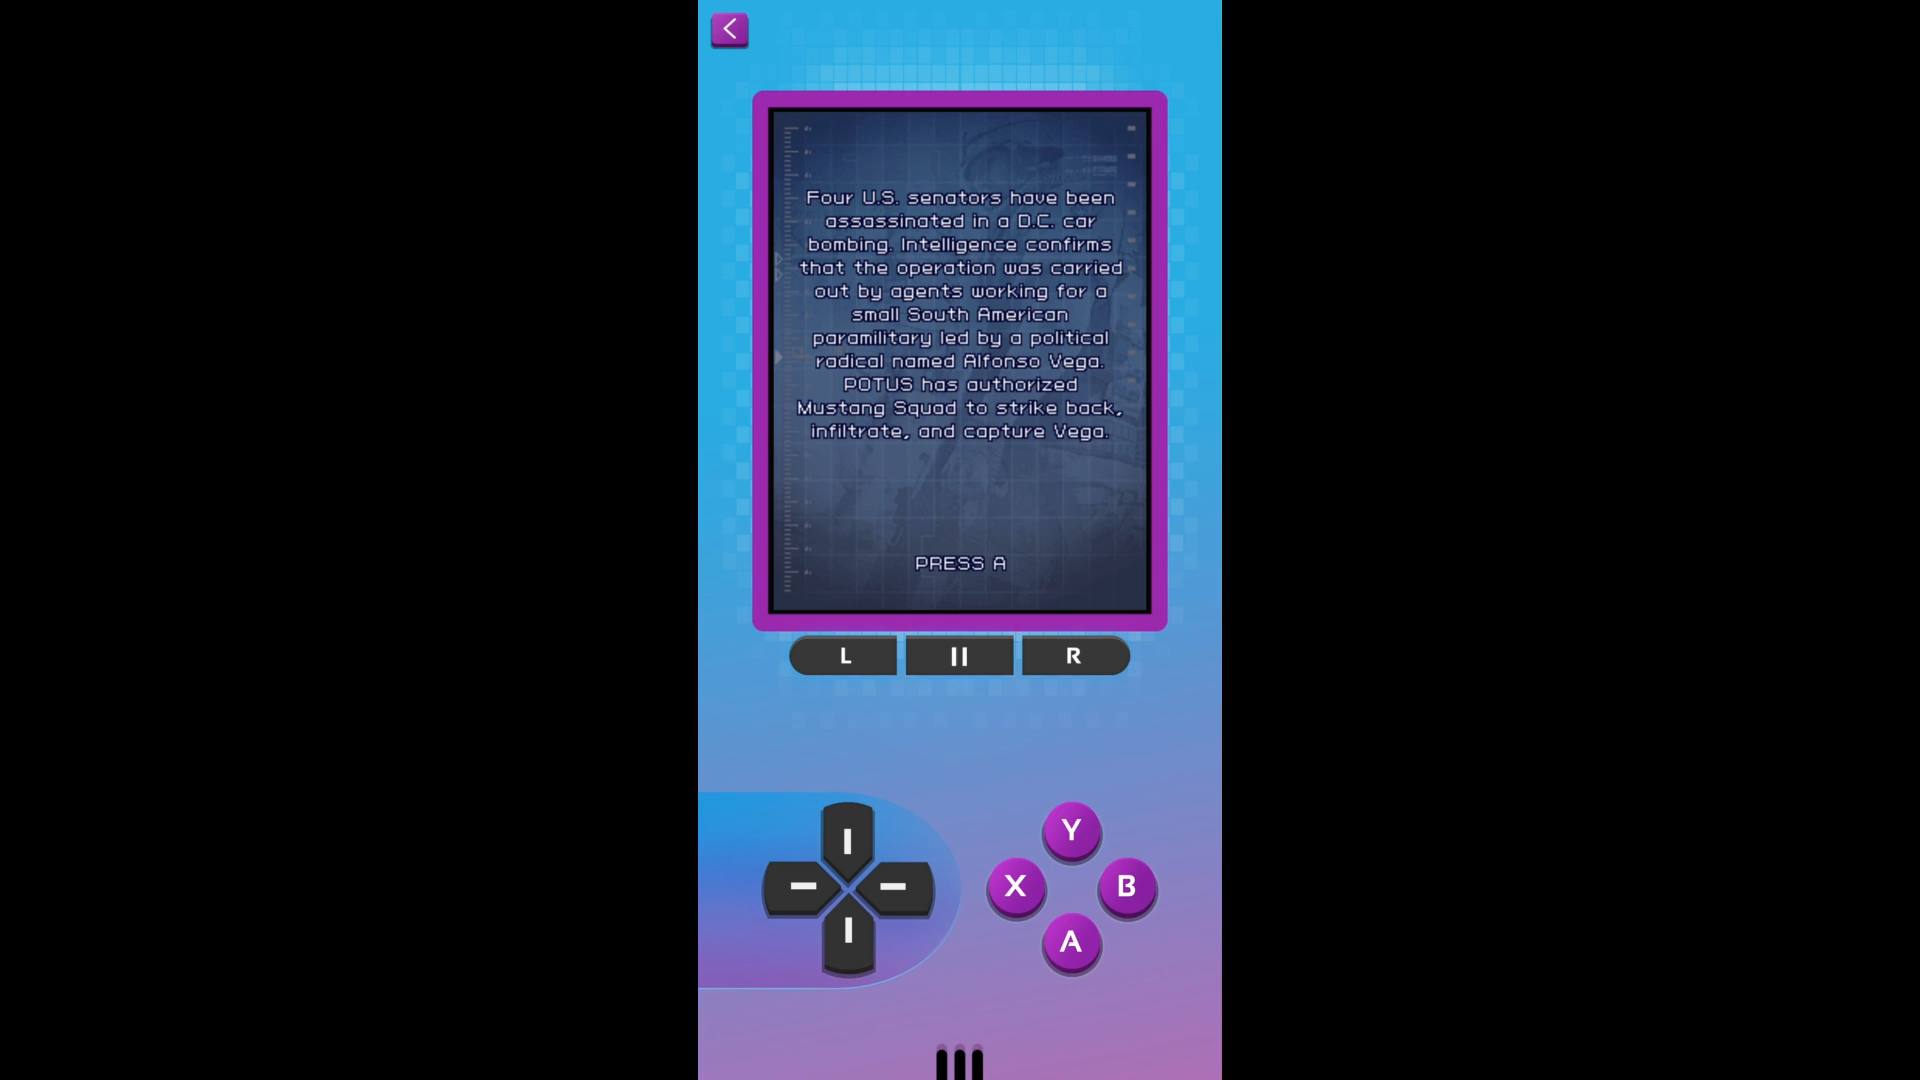 Four U.S. senators have been
assassinated in a D.C. car
bombing. Intelligence confirms
that the operation was carried
out by agents working for a
small South American
paramilitary led by a political
radical named Alfonso Vega.
POTUS has authorized
Mustang Squad to strike back,
infiltrate, and capture Vega.
PRESS A
L
R
Y
X
B
A